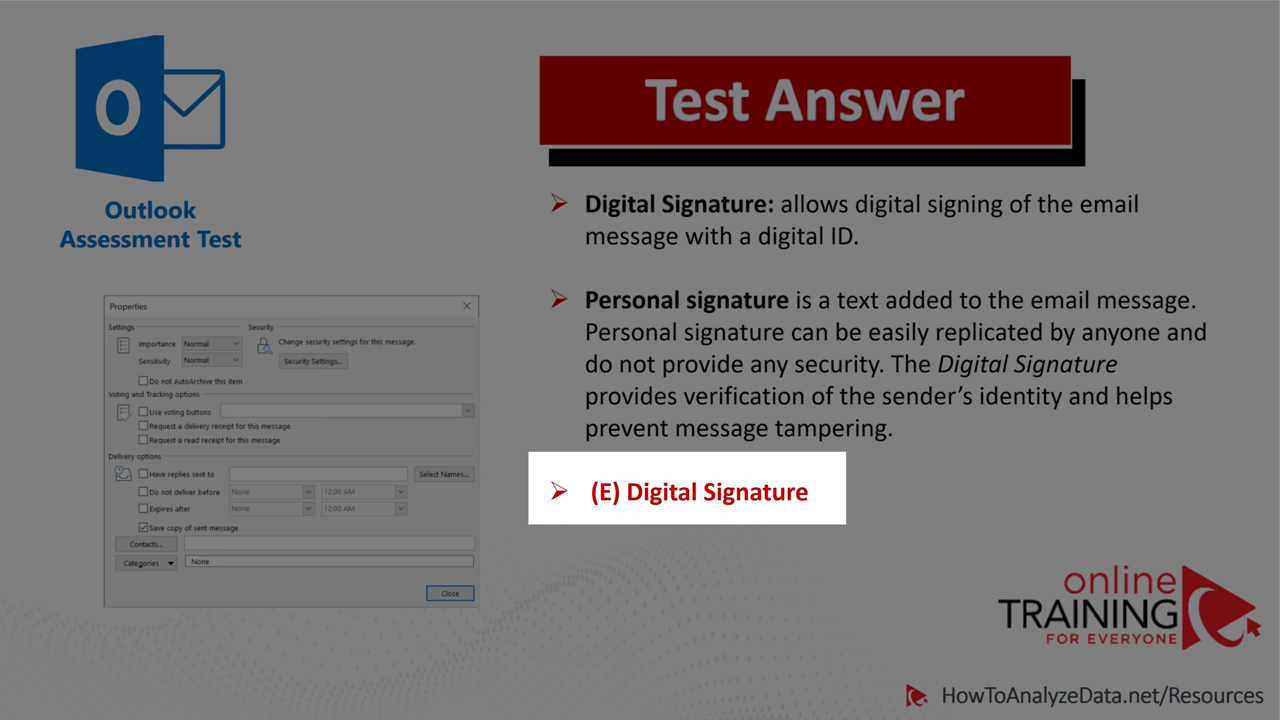 O
Outlook
Assessment Test
Test Answer
Digital Signature: allows digital signing of the email
message with a digital ID.
Personal signature is a text added to the email message.
Personal signature can be easily replicated by anyone and
do not provide any security. The Digital Signature
provides verification of the sender's identity and helps
prevent message tampering.
(E) Digital Signature
Properties
Settings
Security
Importance Normal
Change security settings for this message.
Sensitivity Normal
Security Settings...
Do not AutoArchive this item
Voting and Tracking options
Use voting buttons
Request a delivery receipt for this message
Request a read receipt for this message
Delivery options
Have replies sent to
Select Names...
Do not deliver before None 12:00 AM
Expires after None 12:00 AM
Save copy of sent message
Contacts...
Categories None
Close
online
TRAINING
FOR EVERYONE
HowToAnalyzeData.net/Resources